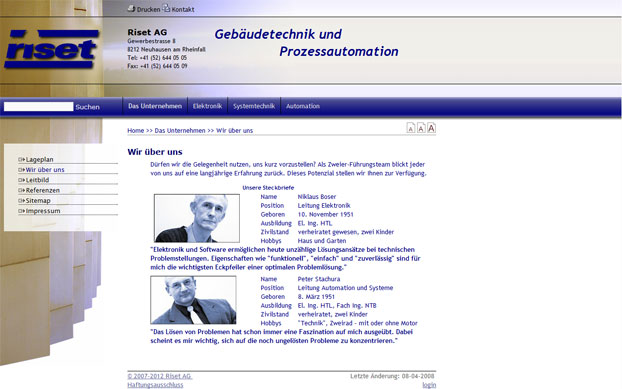 Drucken Kontakt
riset
Riset AG
Gewerbestrasse 8
8212 Neuhausen am Rheinfall
Tel: +41 (52) 644 05 05
Fax: +41 (52) 644 05 09
Gebäudetechnik und
Prozessautomation
Suchen
Das Unternehmen Elektronik Systemtechnik Automation
Home >> Das Unternehmen >> Wir über uns
A A A
Lageplan
Wir über uns
Leitbild
Referenzen
Sitemap
Impressum
Wir über uns
Dürfen wir die Gelegenheit nutzen, uns kurz vorzustellen? Als Zweier-Führungsteam blickt jeder
von uns auf eine langjährige Erfahrung zurück. Dieses Potenzial stellen wir Ihnen zur Verfügung.
Unsere Steckbriefe
Name Niklaus Boser
Position Leitung Elektronik
Geboren 10. November 1951
Ausbildung El. Ing. HTL
Zivilstand verheiratet gewesen, zwei Kinder
Hobbys Haus und Garten
"Elektronik und Software ermöglichen heute unzählige Lösungsansätze bei technischen
Problemstellungen. Eigenschaften wie "funktionell", "einfach" und "zuverlässig" sind für
mich die wichtigsten Eckpfeiler einer optimalen Problemlösung."
Name Peter Stachura
Position Leitung Automation und Systeme
Geboren 8. März 1951
Ausbildung El. Ing. HTL, Fach Ing. NTB
Zivilstand verheiratet, zwei Kinder
Hobbys "Technik", Zweirad - mit oder ohne Motor
"Das Lösen von Problemen hat schon immer eine Faszination auf mich ausgeübt. Dabei
scheint es mir wichtig, sich auf die noch ungelösten Probleme zu konzentrieren."
© 2007-2012 Riset AG Letzte Änderung: 08-04-2008
Haftungsausschluss login